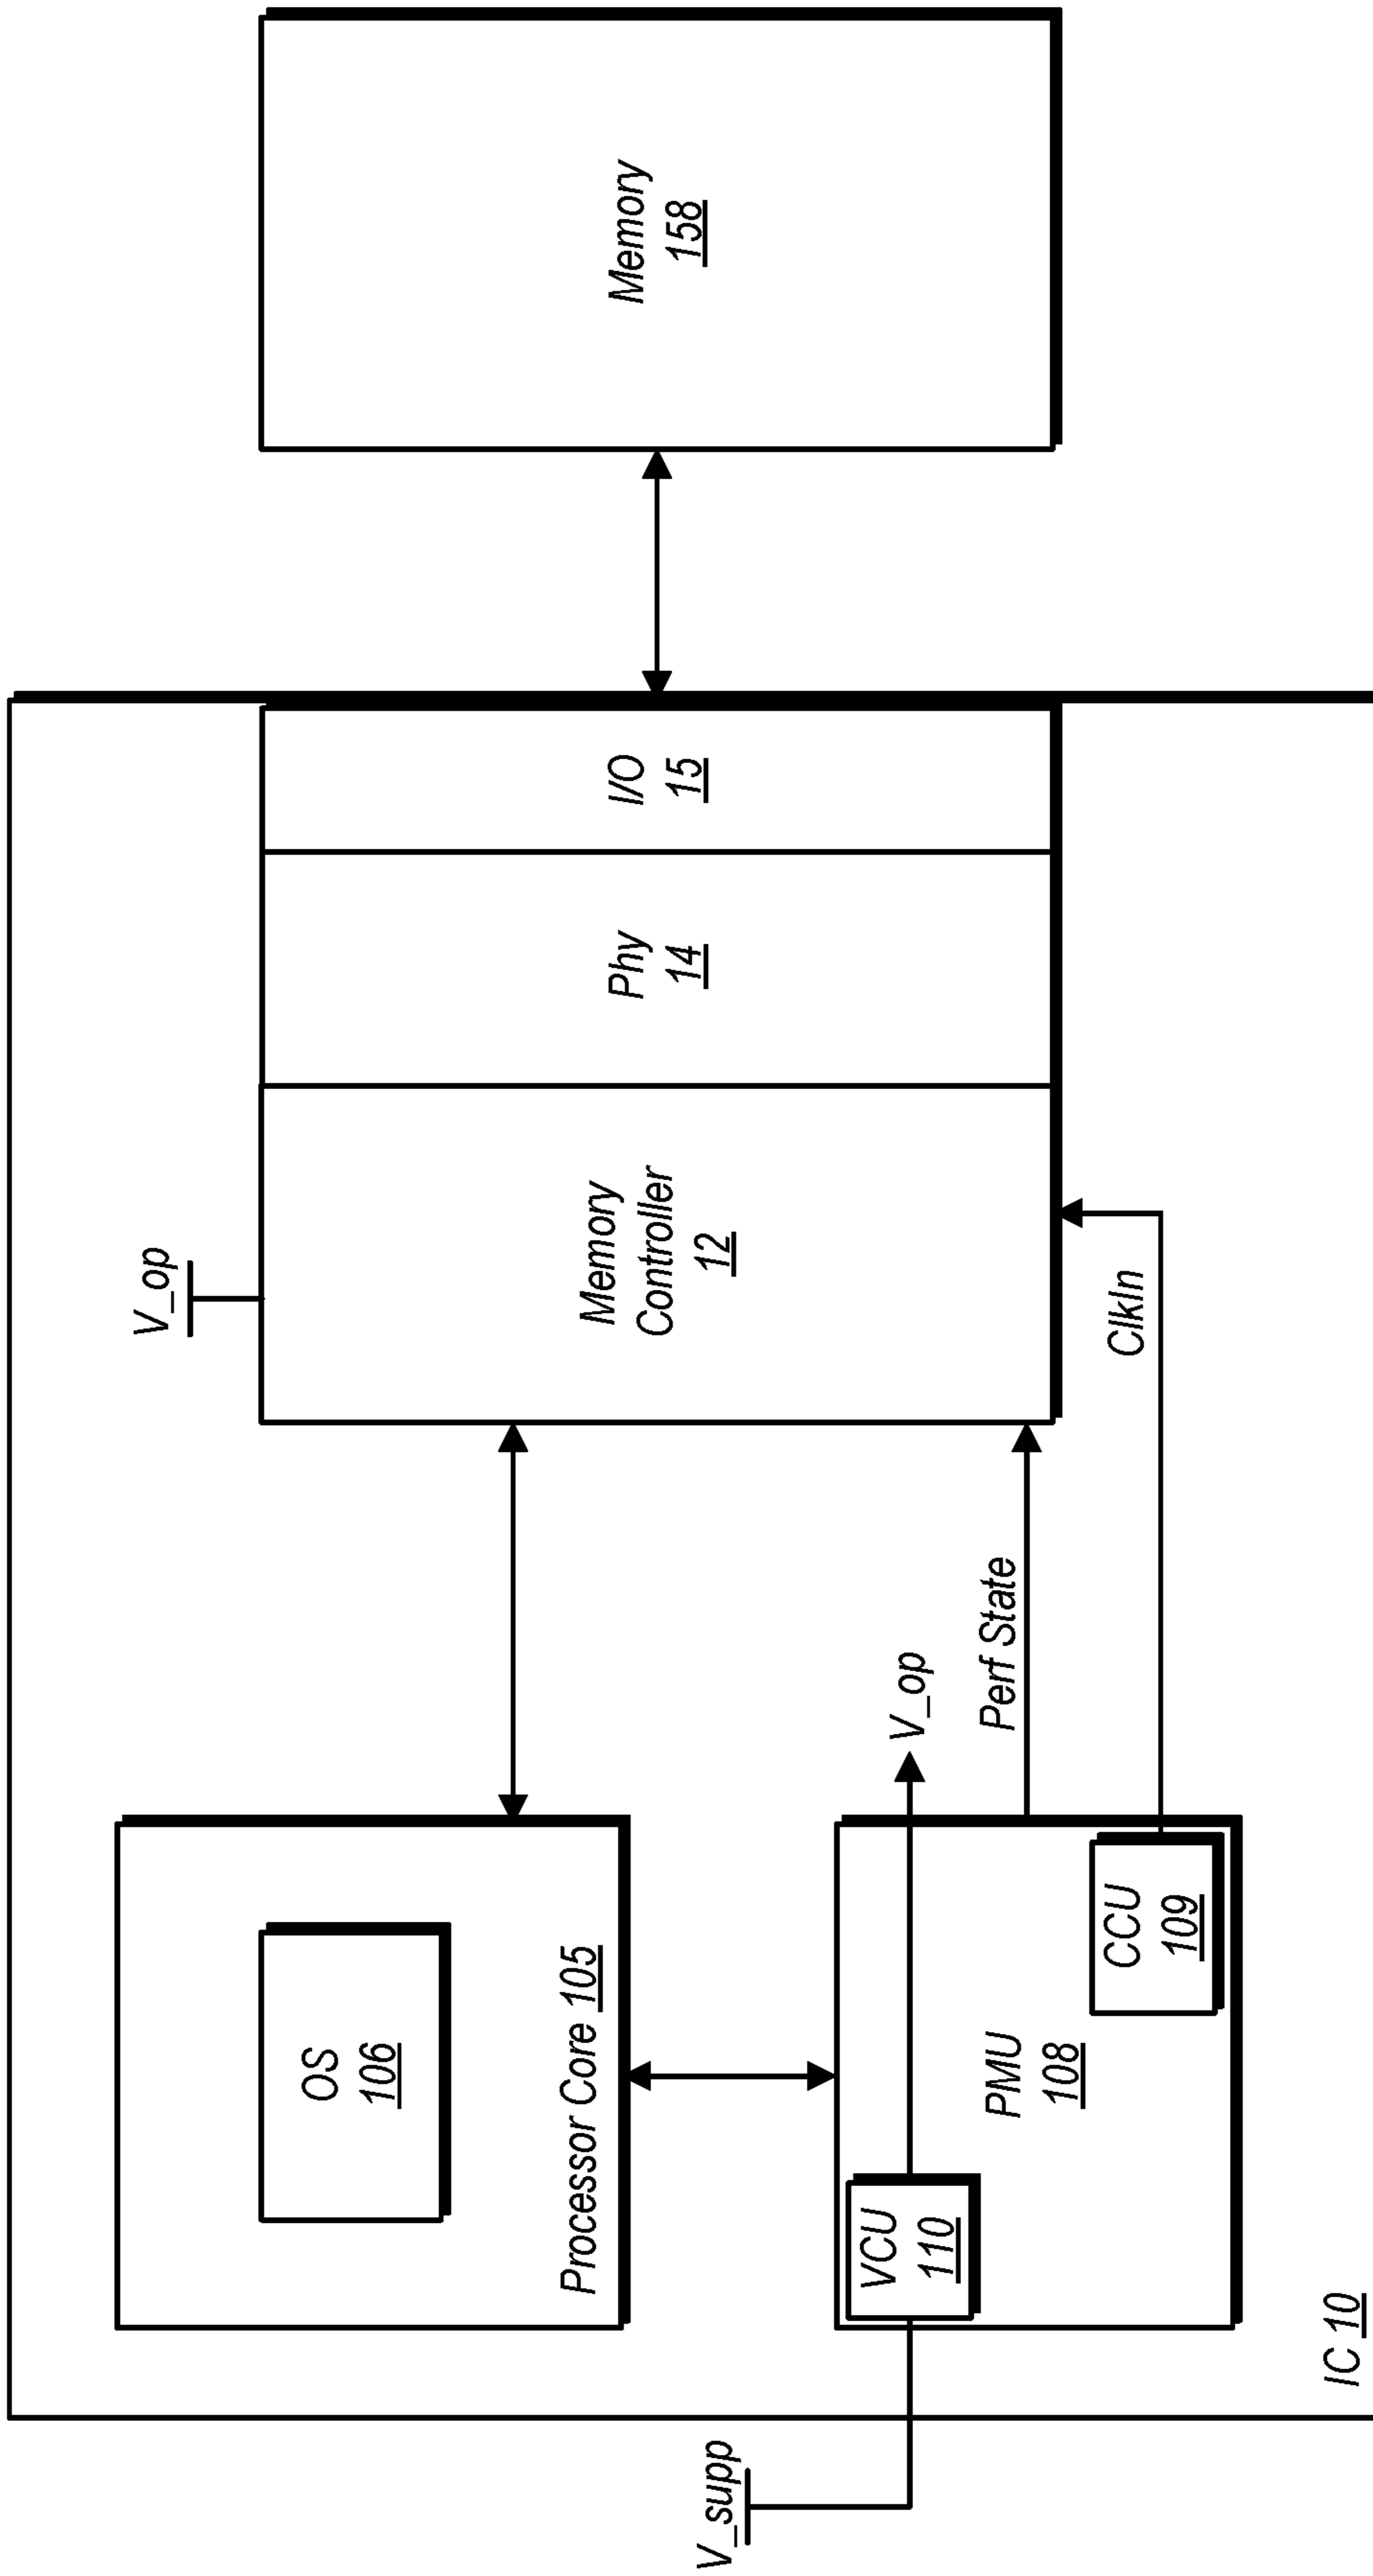 V_supp
IC 10
OS
106
Processor Core 105
VCU
110
PMU
108
CCU
109
V_op
Perf State
ClkIn
V_op
Memory
Controller
12
Phy
14
I/O
15
Memory
158